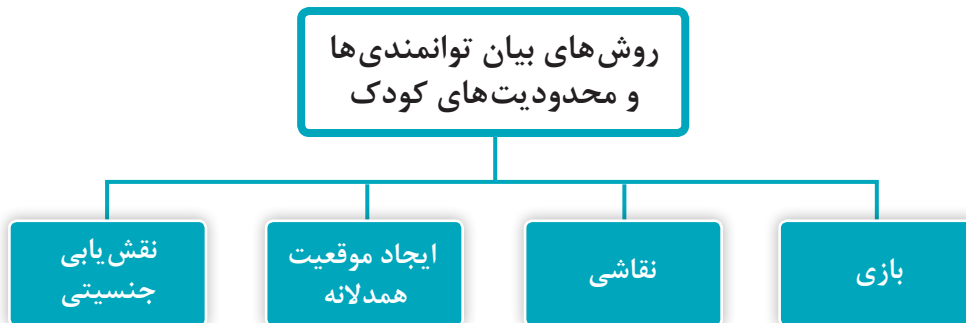 روش‌های بیان توانمندی‌ها
و محدودیت‌های کودک
بازی
نقاشی
ایجاد موقعیت
همدلانه
نقش‌یابی
جنسیتی